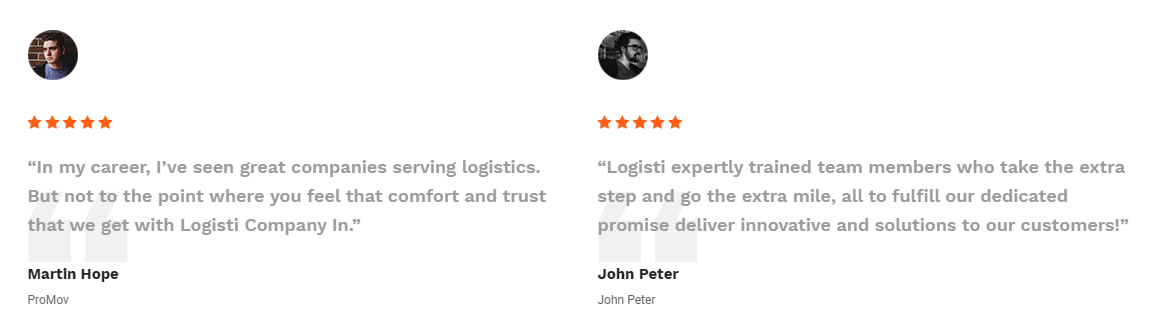 “In my career, I’ve seen great companies serving logistics.
But not to the point where you feel that comfort and trust
that we get with Logisti Company In.”
Martin Hope
ProMov
“Logisti expertly trained team members who take the extra
step and go the extra mile, all to fulfill our dedicated
promise deliver innovative and solutions to our customers!”
John Peter
John Peter